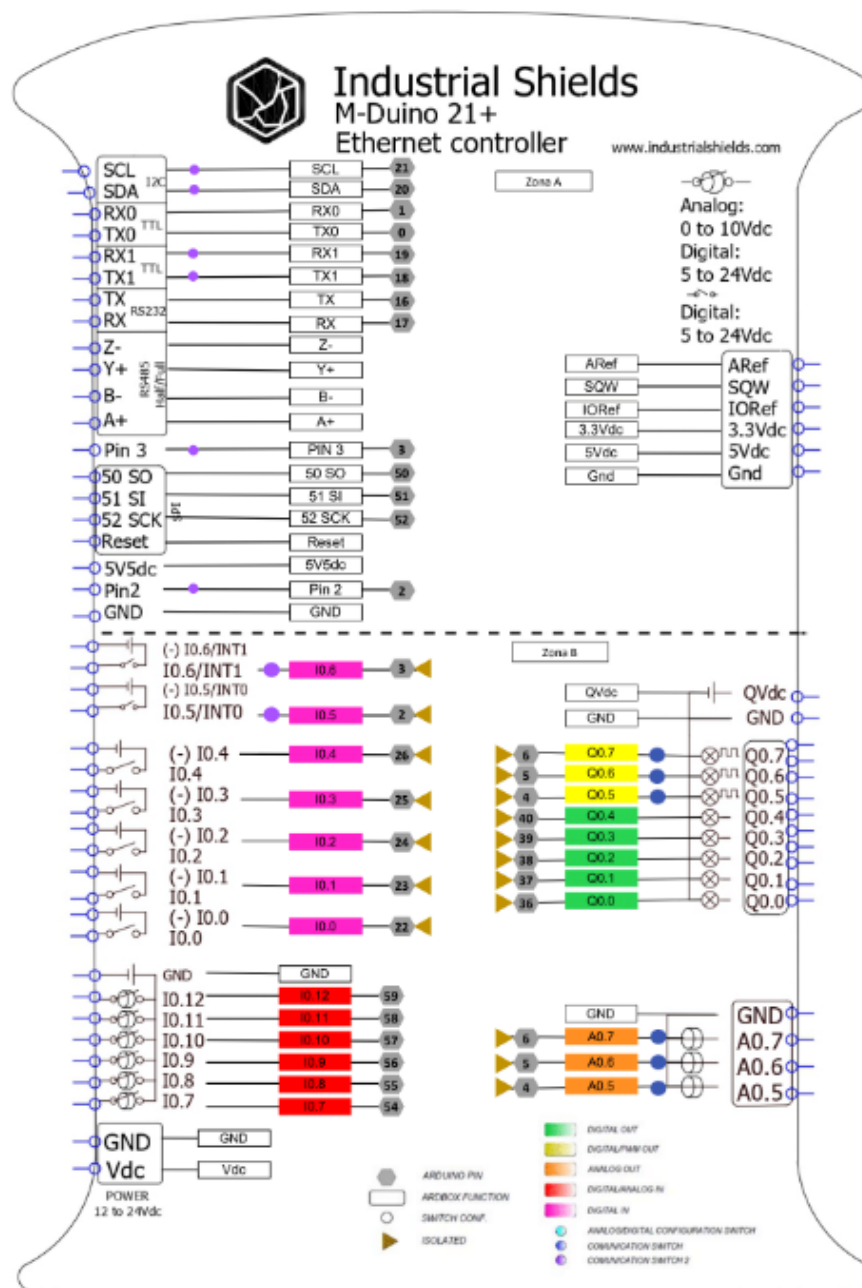 Industrial Shields
M-Duino 21+
Ethernet controller
www.industrialshields.com
SCL I2C SCL 21
SDA SDA 20
RX0 TTL RX0 1
TX0 TX0 0
RX1 TTL RX1 19
TX1 TX1 18
TX RS232 TX 16
RX RX 17
Z- RS485 Half/Full Z-
Y+ Y+
B- B-
A+ A+
Pin 3 PIN 3 3
50 SO SPI 50 SO 50
51 SI 51 SI 51
52 SCK 52 SCK 52
Reset Reset
5V5dc 5V5dc
Pin2 Pin 2 2
GND GND
Zona A
Analog:
0 to 10Vdc
Digital:
5 to 24Vdc
Digital:
5 to 24Vdc
ARef ARef
SQW SQW
IORef IORef
3.3Vdc 3.3Vdc
5Vdc 5Vdc
Gnd Gnd
(-) I0.6/INT1
I0.6/INT1 I0.6 3
(-) I0.5/INT0
I0.5/INT0 I0.5 2
(-) I0.4 I0.4 26
I0.4
(-) I0.3 I0.3 25
I0.3
(-) I0.2 I0.2 24
I0.2
(-) I0.1 I0.1 23
I0.1
(-) I0.0 I0.0 22
I0.0
GND GND
I0.12 I0.12 59
I0.11 I0.11 58
I0.10 I0.10 57
I0.9 I0.9 56
I0.8 I0.8 55
I0.7 I0.7 54
GND GND
Vdc Vdc
POWER
12 to 24Vdc
Zona B
QVdc QVdc
GND GND
6 Q0.7 Q0.7
5 Q0.6 Q0.6
4 Q0.5 Q0.5
40 Q0.4 Q0.4
39 Q0.3 Q0.3
38 Q0.2 Q0.2
37 Q0.1 Q0.1
36 Q0.0 Q0.0
GND GND
6 A0.7 A0.7
5 A0.6 A0.6
4 A0.5 A0.5
ARDUINO PIN
ARDBOX FUNCTION
SWITCH CONF.
ISOLATED
DIGITAL OUT
DIGITAL/PWM OUT
ANALOG OUT
DIGITAL/ANALOG IN
DIGITAL IN
ANALOG/DIGITAL CONFIGURATION SWITCH
COMUNICATION SWITCH
COMUNICATION SWITCH 2